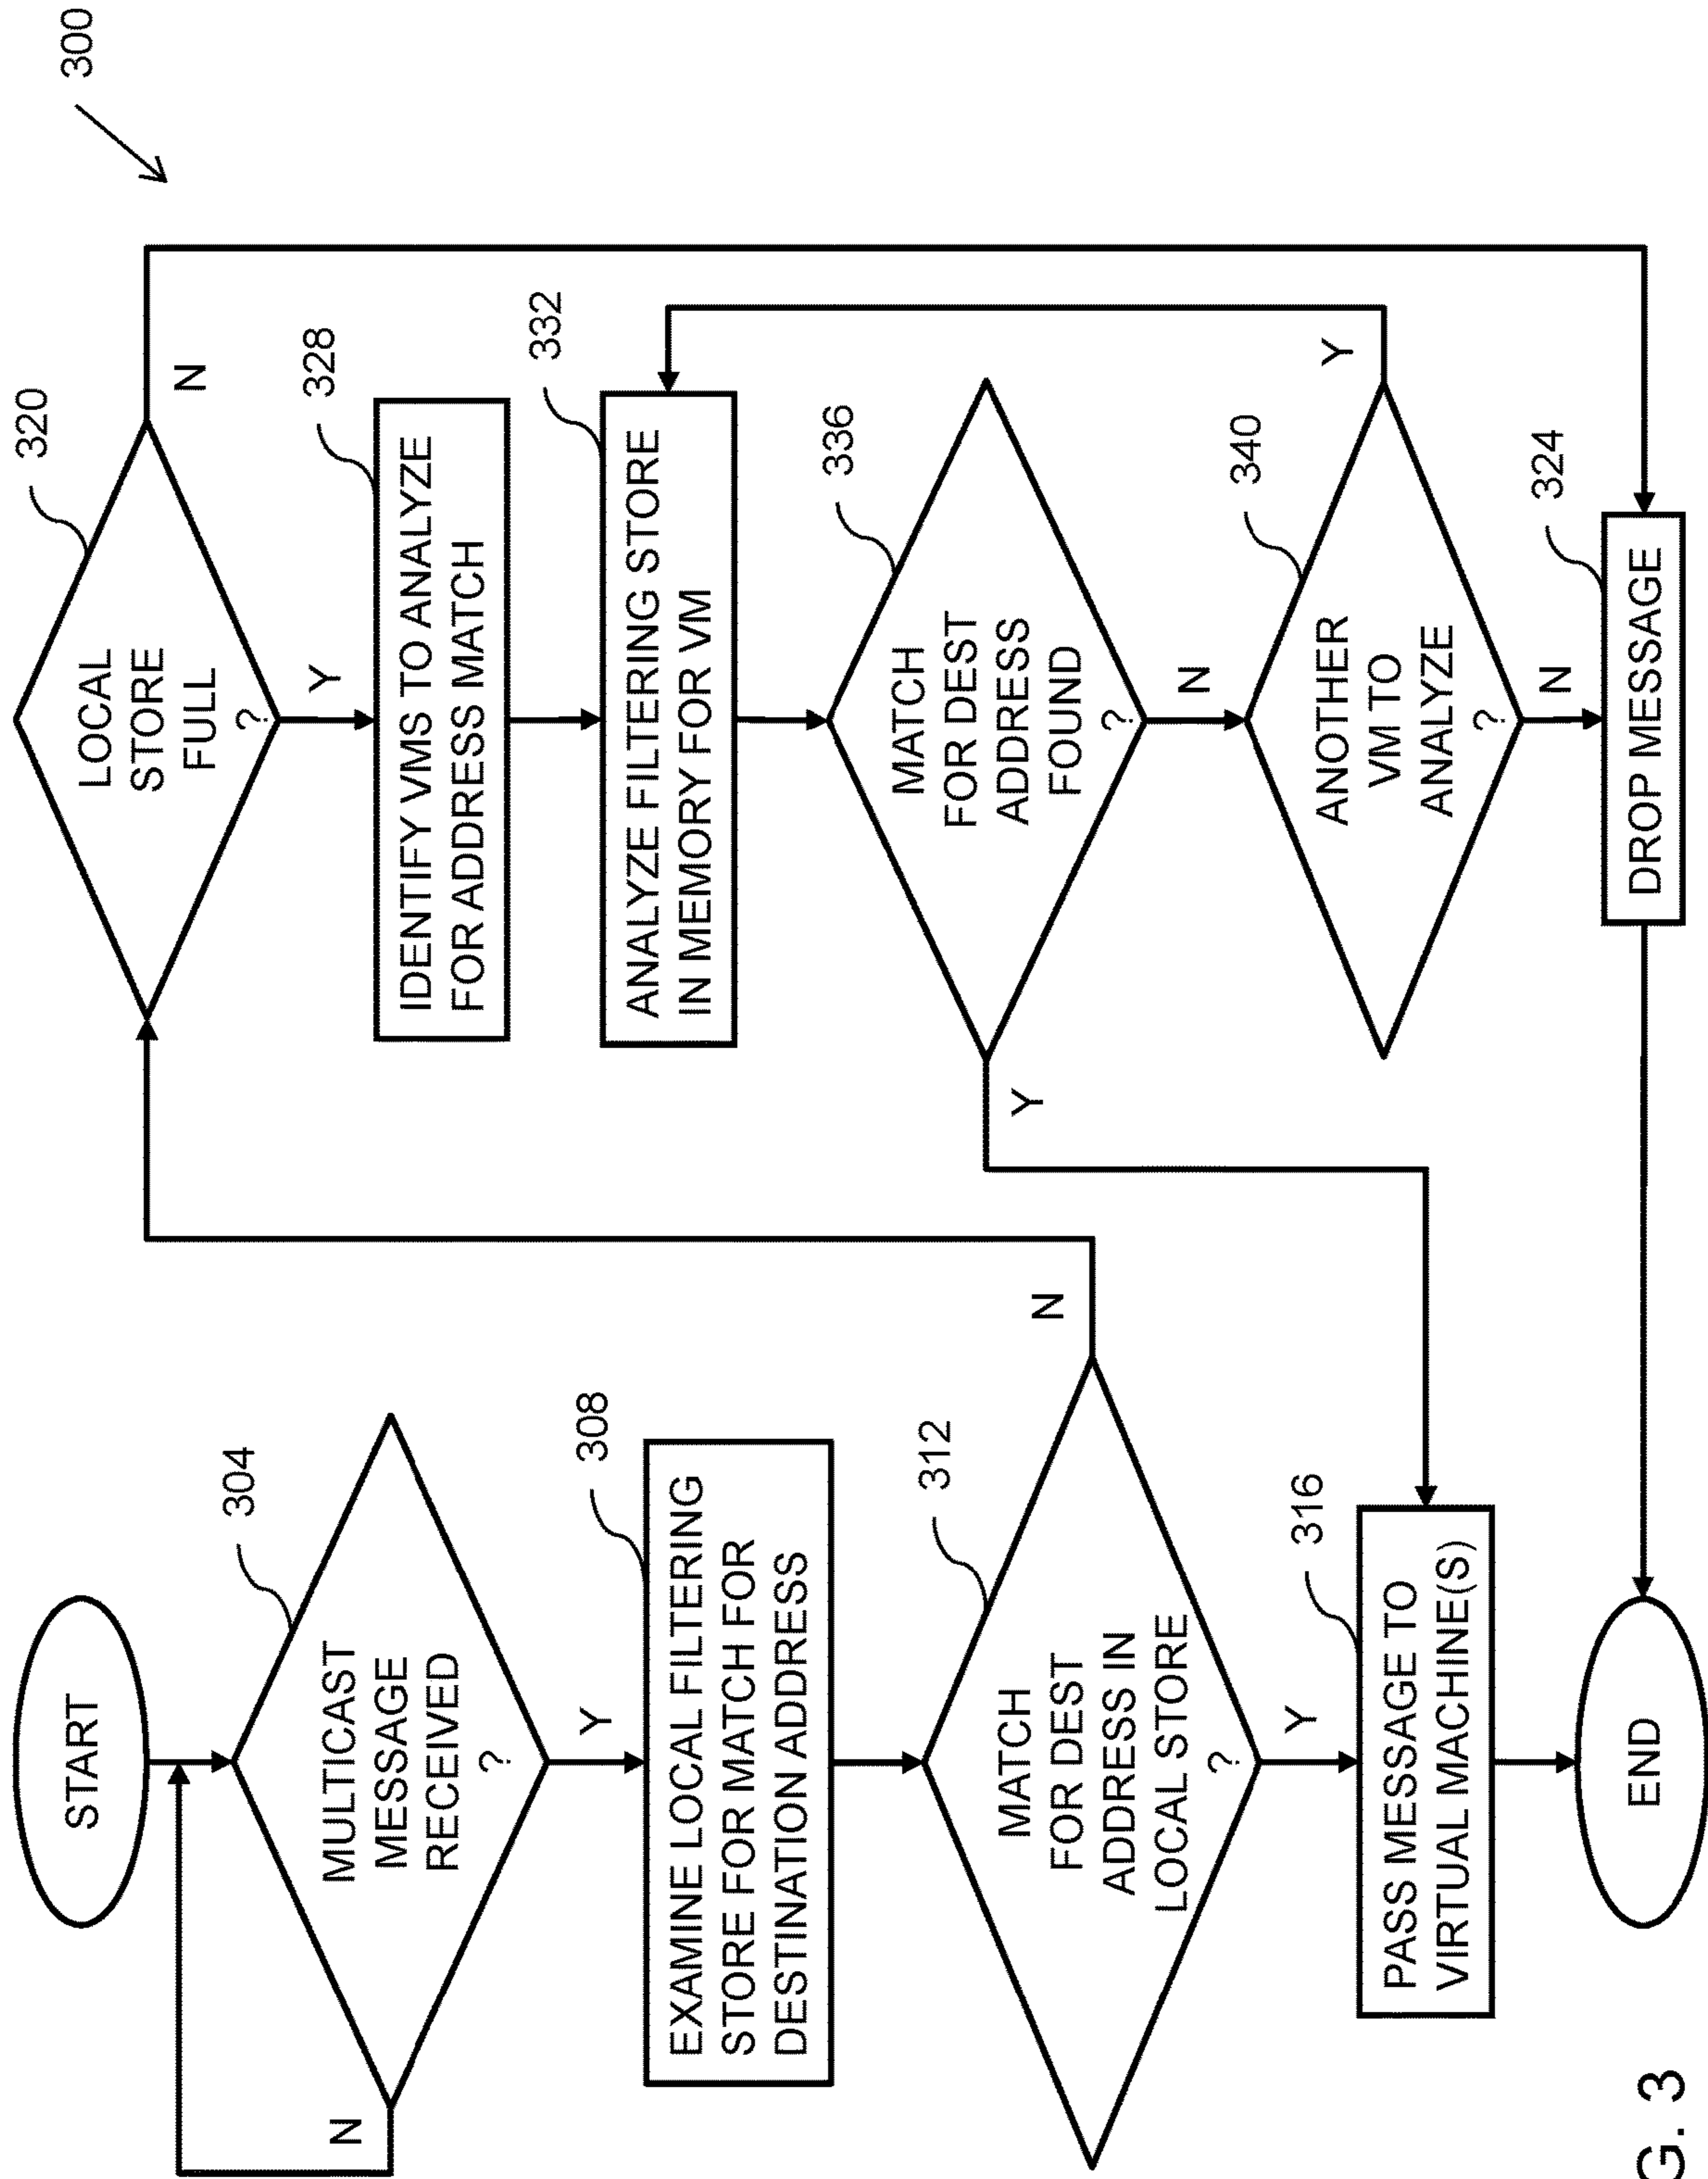 300
START
304
MULTICAST
MESSAGE
RECEIVED
?
N
Y
308
EXAMINE LOCAL FILTERING
STORE FOR MATCH FOR
DESTINATION ADDRESS
312
MATCH
FOR DEST
ADDRESS IN
LOCAL STORE
?
N
Y
316
PASS MESSAGE TO
VIRTUAL MACHINE(S)
END
320
LOCAL
STORE
FULL
?
N
Y
328
IDENTIFY VMS TO ANALYZE
FOR ADDRESS MATCH
332
ANALYZE FILTERING STORE
IN MEMORY FOR VM
336
MATCH
FOR DEST
ADDRESS
FOUND
?
Y
N
340
ANOTHER
VM TO
ANALYZE
?
Y
N
324
DROP MESSAGE
G. 3